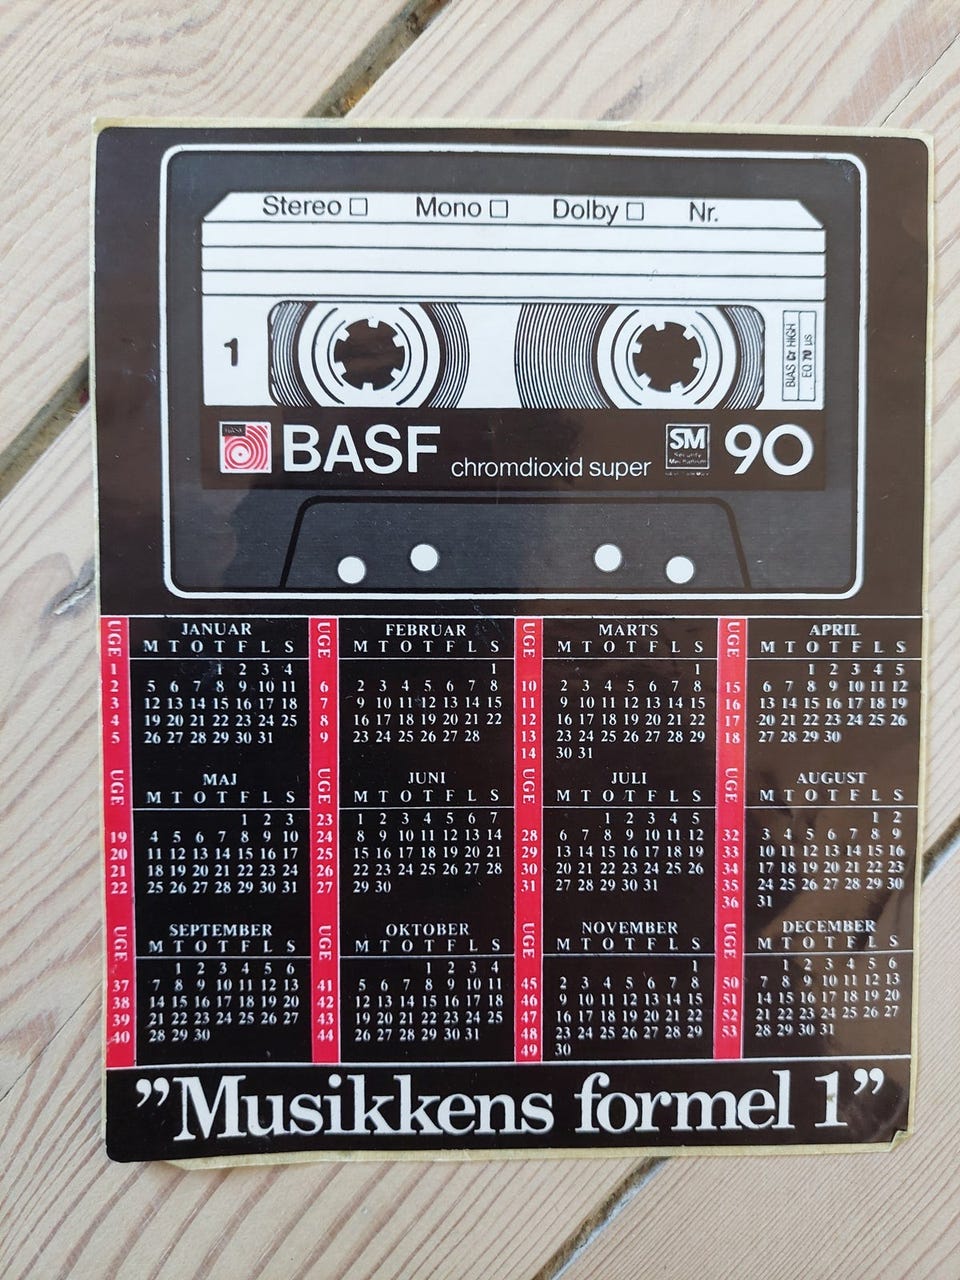 Stereo Mono Dolby Nr.
1
BIAS Cr HIGH
EQ 70 µs
BASF chromdioxid super SM 90
UGE JANUAR
M T O T F L S
1 1 2 3 4
2 5 6 7 8 9 10 11
3 12 13 14 15 16 17 18
4 19 20 21 22 23 24 25
5 26 27 28 29 30 31
UGE FEBRUAR
M T O T F L S
1
6 2 3 4 5 6 7 8
7 9 10 11 12 13 14 15
8 16 17 18 19 20 21 22
9 23 24 25 26 27 28
UGE MARTS
M T O T F L S
1
10 2 3 4 5 6 7 8
11 9 10 11 12 13 14 15
12 16 17 18 19 20 21 22
13 23 24 25 26 27 28 29
14 30 31
UGE APRIL
M T O T F L S
1 2 3 4 5
15 6 7 8 9 10 11 12
16 13 14 15 16 17 18 19
17 20 21 22 23 24 25 26
18 27 28 29 30
UGE MAJ
M T O T F L S
1 2 3
19 4 5 6 7 8 9 10
20 11 12 13 14 15 16 17
21 18 19 20 21 22 23 24
22 25 26 27 28 29 30 31
UGE JUNI
M T O T F L S
23 1 2 3 4 5 6 7
24 8 9 10 11 12 13 14
25 15 16 17 18 19 20 21
26 22 23 24 25 26 27 28
27 29 30
UGE JULI
M T O T F L S
1 2 3 4 5
28 6 7 8 9 10 11 12
29 13 14 15 16 17 18 19
30 20 21 22 23 24 25 26
31 27 28 29 30 31
UGE AUGUST
M T O T F L S
1 2
32 3 4 5 6 7 8 9
33 10 11 12 13 14 15 16
34 17 18 19 20 21 22 23
35 24 25 26 27 28 29 30
36 31
UGE SEPTEMBER
M T O T F L S
1 2 3 4 5 6
37 7 8 9 10 11 12 13
38 14 15 16 17 18 19 20
39 21 22 23 24 25 26 27
40 28 29 30
UGE OKTOBER
M T O T F L S
1 2 3 4
41 5 6 7 8 9 10 11
42 12 13 14 15 16 17 18
43 19 20 21 22 23 24 25
44 26 27 28 29 30 31
UGE NOVEMBER
M T O T F L S
1
45 2 3 4 5 6 7 8
46 9 10 11 12 13 14 15
47 16 17 18 19 20 21 22
48 23 24 25 26 27 28 29
49 30
UGE DECEMBER
M T O T F L S
1 2 3 4 5 6
50 7 8 9 10 11 12 13
51 14 15 16 17 18 19 20
52 21 22 23 24 25 26 27
53 28 29 30 31
”Musikkens formel 1”